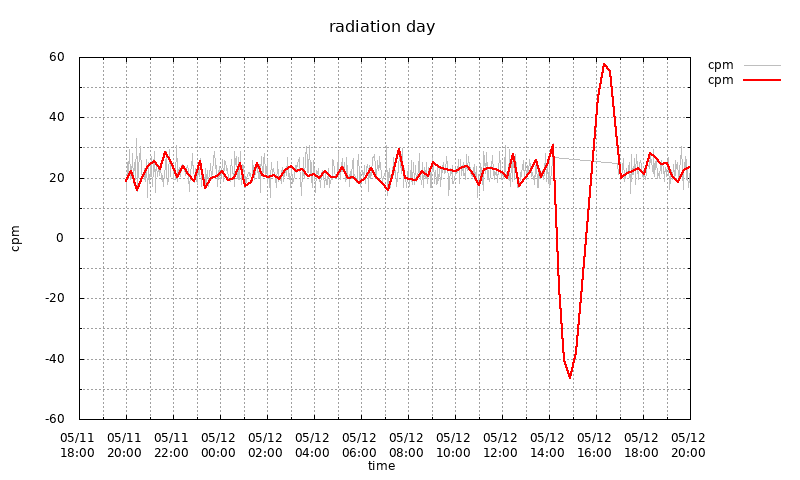 radiation day
cpm
cpm
60
40
20
0
-20
-40
-60
cpm
05/11 05/11 05/11 05/12 05/12 05/12 05/12 05/12 05/12 05/12 05/12 05/12 05/12 05/12
18:00 20:00 22:00 00:00 02:00 04:00 06:00 08:00 10:00 12:00 14:00 16:00 18:00 20:00
time